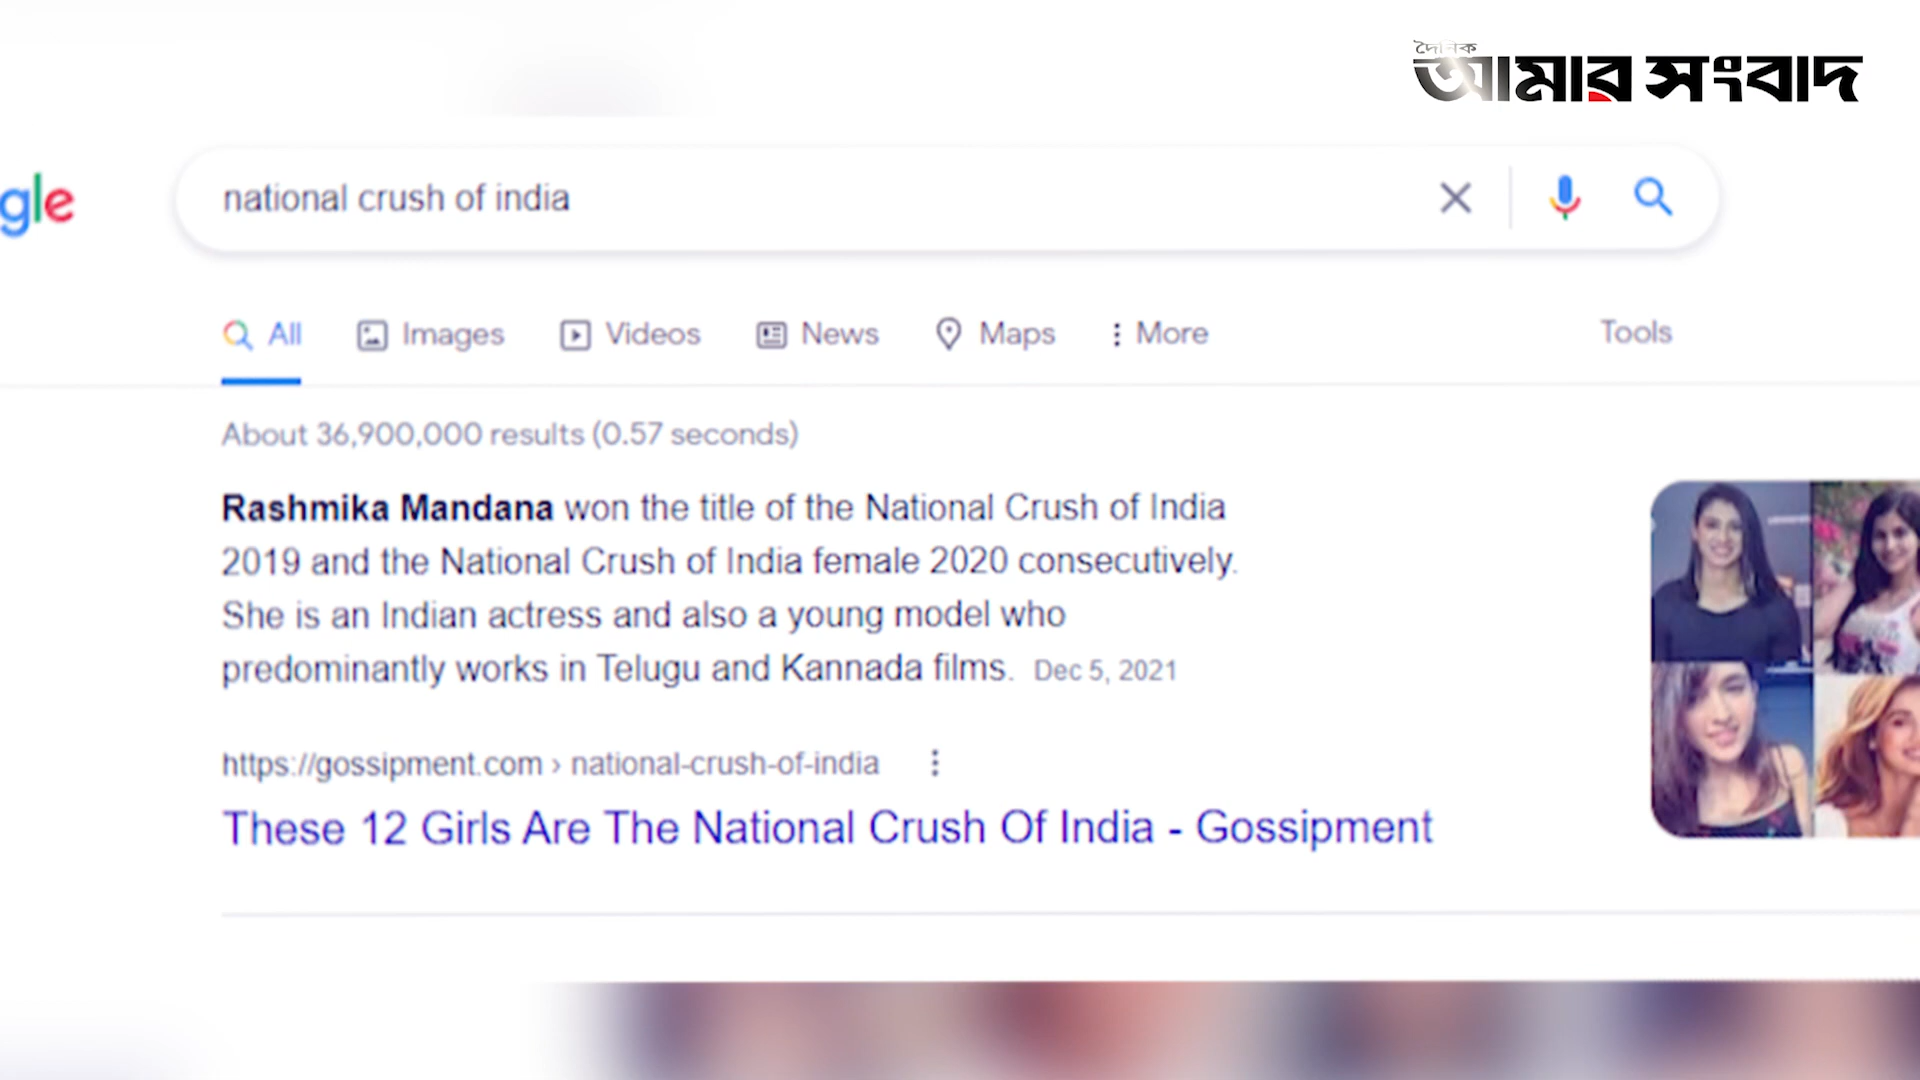 দৈনিক
আমার সংবাদ
gle
national crush of india
All Images Videos News Maps More Tools
About 36,900,000 results (0.57 seconds)
Rashmika Mandana won the title of the National Crush of India
2019 and the National Crush of India female 2020 consecutively.
She is an Indian actress and also a young model who
predominantly works in Telugu and Kannada films. Dec 5, 2021
https://gossipment.com › national-crush-of-india
These 12 Girls Are The National Crush Of India - Gossipment